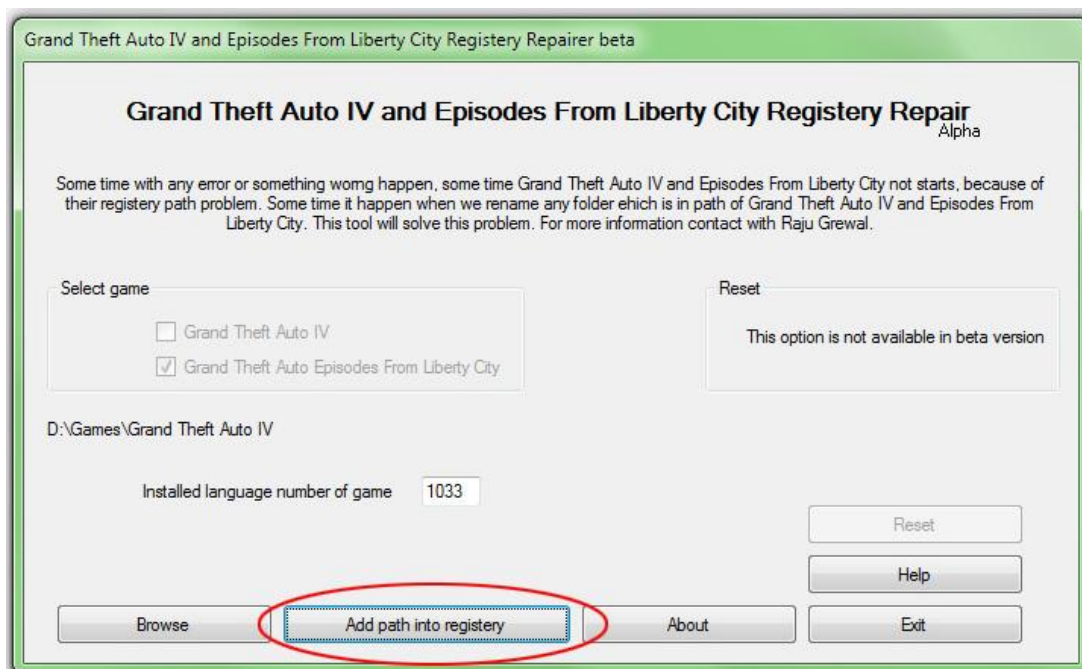 Grand Theft Auto IV and Episodes From Liberty City Registery Repairer beta
Grand Theft Auto IV and Episodes From Liberty City Registery Repair
Alpha
Some time with any error or something worng happen, some time Grand Theft Auto IV and Episodes From Liberty City not starts, because of
their registery path problem. Some time it happen when we rename any folder ehich is in path of Grand Theft Auto IV and Episodes From
Liberty City. This tool will solve this problem. For more information contact with Raju Grewal.
Select game
Grand Theft Auto IV
Grand Theft Auto Episodes From Liberty City
Reset
This option is not available in beta version
D:\Games\Grand Theft Auto IV
Installed language number of game 1033
Reset
Help
Browse Add path into registery About Exit